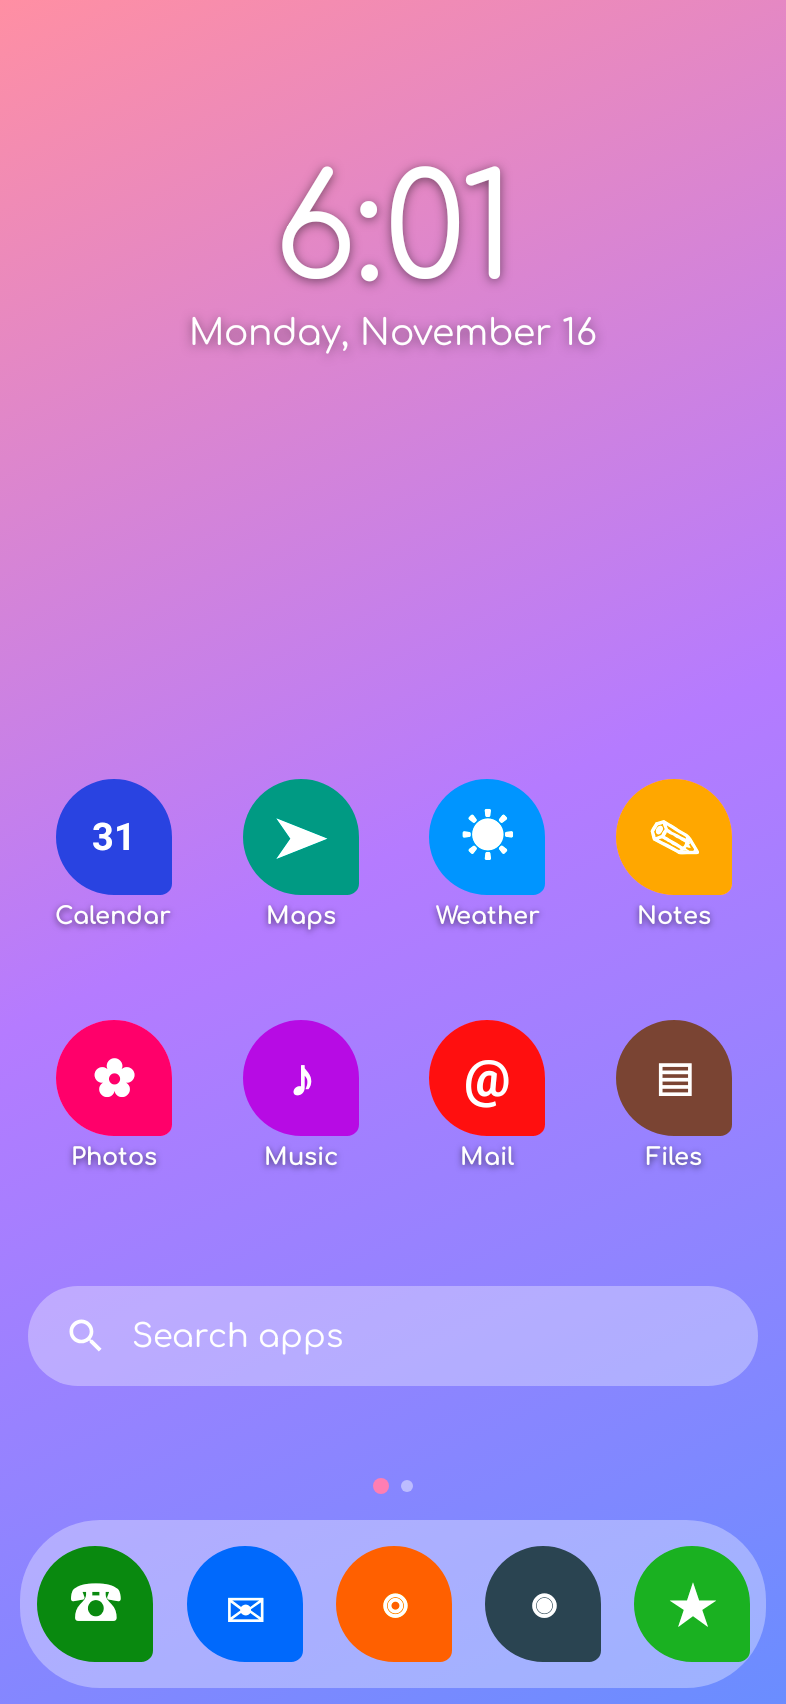 6:01
Monday, November 16
31
Calendar
Maps
Weather
Notes
Photos
Music
@
Mail
Files
Search apps